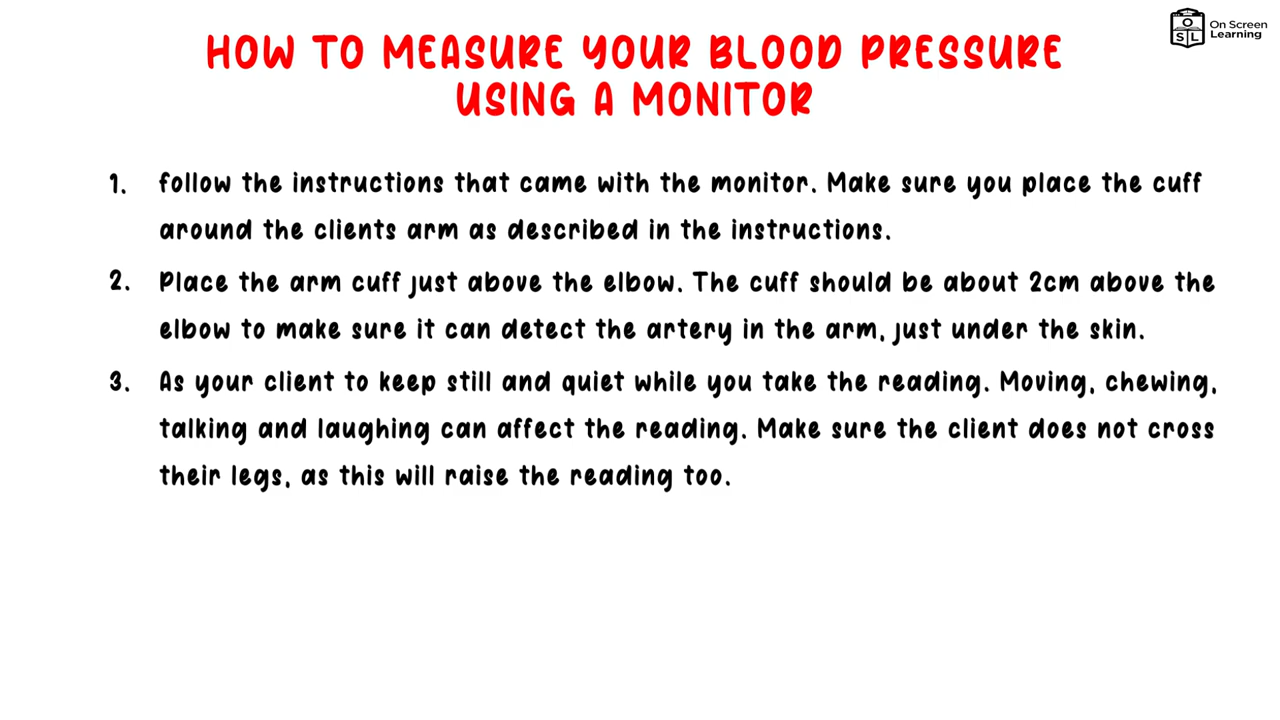 HOW TO MEASURE YOUR BLOOD PRESSURE
USING A MONITOR
O
S L
On Screen
Learning
1. follow the instructions that came with the monitor. Make sure you place the cuff
around the clients arm as described in the instructions.
2. Place the arm cuff just above the elbow. The cuff should be about 2cm above the
elbow to make sure it can detect the artery in the arm, just under the skin.
3. As your client to keep still and quiet while you take the reading. Moving, chewing,
talking and laughing can affect the reading. Make sure the client does not cross
their legs, as this will raise the reading too.